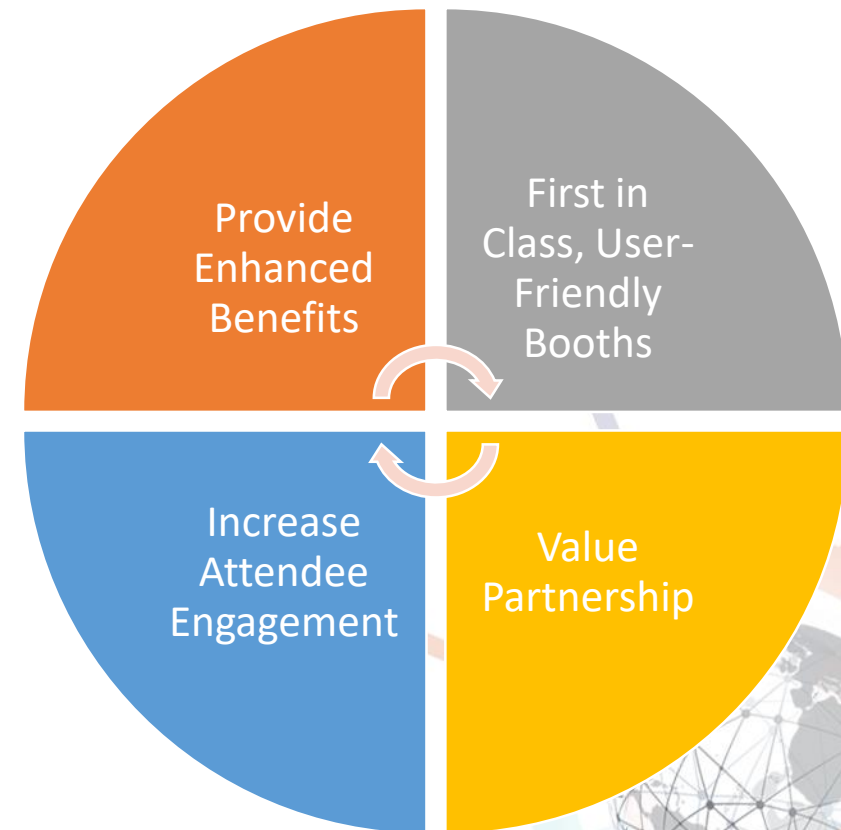 Provide
Enhanced
Benefits
First in
Class, User-
Friendly
Booths
Increase
Attendee
Engagement
Value
Partnership